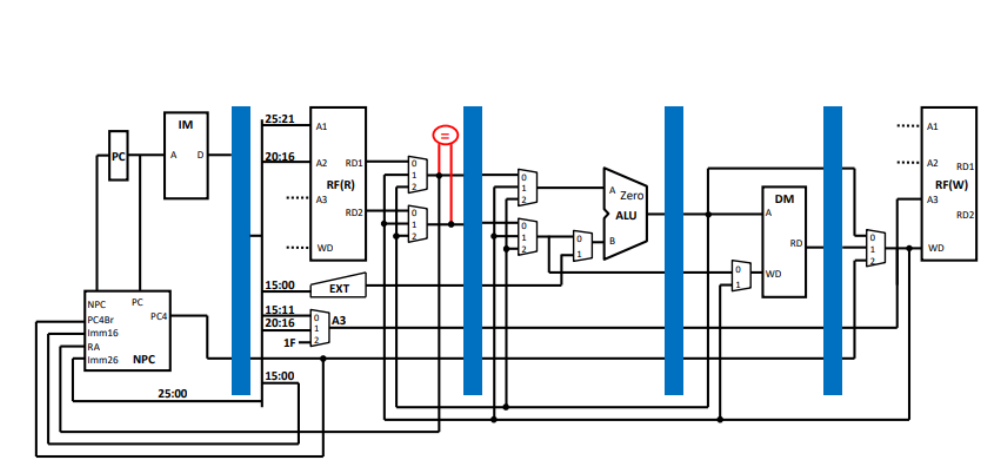 IM
PC
A
D
NPC
PC
PC4Br
PC4
Imm16
RA
Imm26
NPC
25:00
25:21
20:16
15:00
15:11
20:16
1F
15:00
A1
A2
RD1
RF(R)
A3
RD2
WD
EXT
0
1
2
A3
0
1
2
0
1
2
=
0
1
2
0
1
2
0
1
A
Zero
ALU
B
0
1
DM
A
RD
WD
0
1
2
A1
A2
RD1
RF(W)
A3
RD2
WD